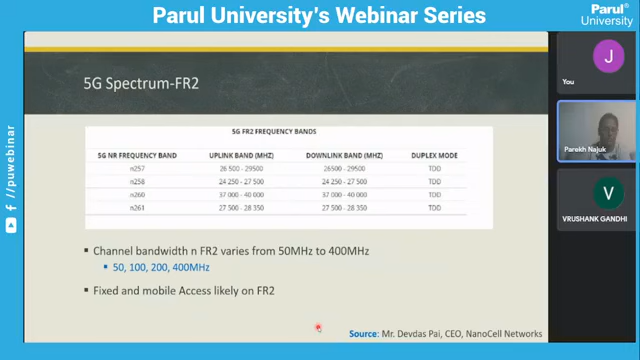 Parul University's Webinar Series
Parul®
University
5G Spectrum-FR2
5G FR2 FREQUENCY BANDS
5G NR FREQUENCY BAND UPLINK BAND (MHZ) DOWNLINK BAND (MHZ) DUPLEX MODE
n257 26 500 - 29500 26500 - 29500 TDD
n258 24 250 - 27 500 24 250 - 27 500 TDD
n260 37 000 - 40 000 37 000 - 40 000 TDD
n261 27 500 - 28 350 27 500 - 28 350 TDD
Channel bandwidth n FR2 varies from 50MHz to 400MHz
50, 100, 200, 400MHz
Fixed and mobile Access likely on FR2
Source: Mr. Devdas Pai, CEO, NanoCell Networks
J
You
Parekh Najuk
V
VRUSHANK GANDHI
/puwebinar